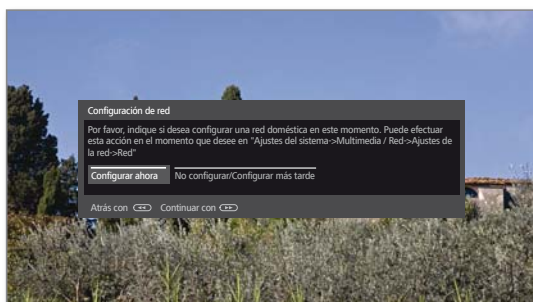 Configuración de red
Por favor, indique si desea configurar una red doméstica en este momento. Puede efectuar
esta acción en el momento que desee en "Ajustes del sistema->Multimedia / Red->Ajustes de
la red->Red"
Configurar ahora No configurar/Configurar más tarde
Atrás con Continuar con